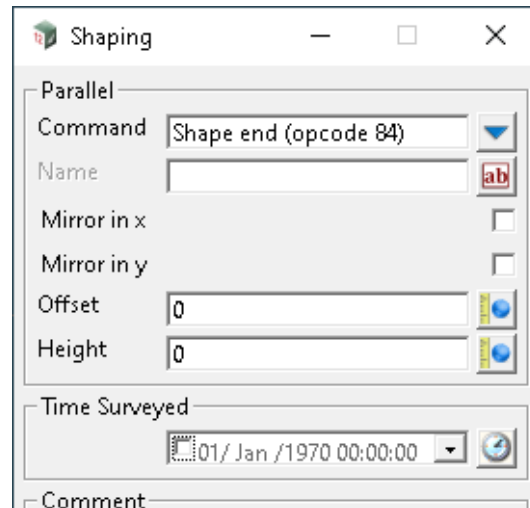 Shaping
Parallel
Command Shape end (opcode 84)
Name ab
Mirror in x
Mirror in y
Offset 0
Height 0
Time Surveyed
01/ Jan /1970 00:00:00
Comment